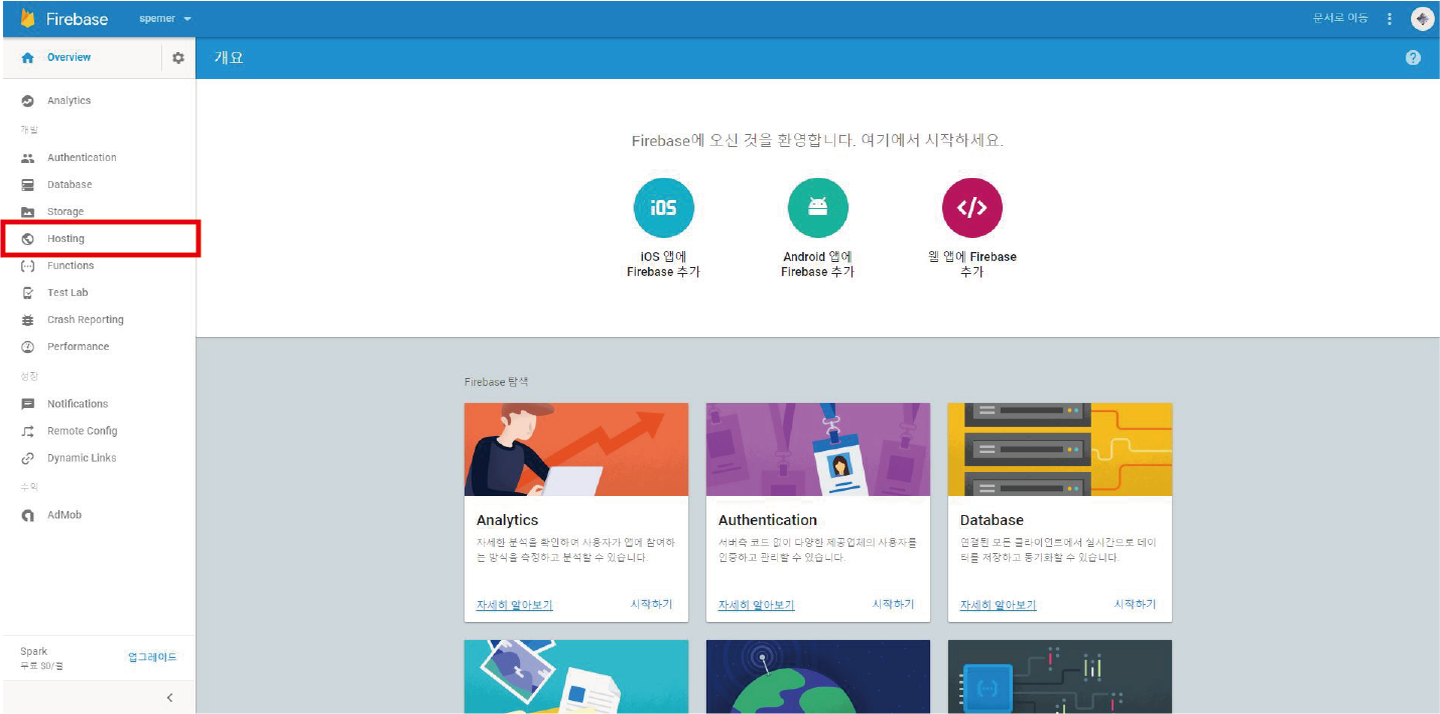 Firebase
spemer
문서로 이동
Overview
개요
Analytics
개발
Authentication
Database
Storage
Hosting
Functions
Test Lab
Crash Reporting
Performance
성장
Notifications
Remote Config
Dynamic Links
수익
AdMob
Spark
무료 $0/월
업그레이드
Firebase에 오신 것을 환영합니다. 여기에서 시작하세요.
iOS
iOS 앱에
Firebase 추가
Android 앱에
Firebase 추가
</>
웹 앱에 Firebase
추가
Firebase 탐색
Analytics
자세한 분석을 확인하여 사용자가 앱에 참여하
는 방식을 측정하고 분석할 수 있습니다.
자세히 알아보기
시작하기
Authentication
서버측 코드 없이 다양한 제공업체의 사용자를
인증하고 관리할 수 있습니다.
자세히 알아보기
시작하기
Database
연결된 모든 클라이언트에서 실시간으로 데이
터를 저장하고 동기화할 수 있습니다.
자세히 알아보기
시작하기